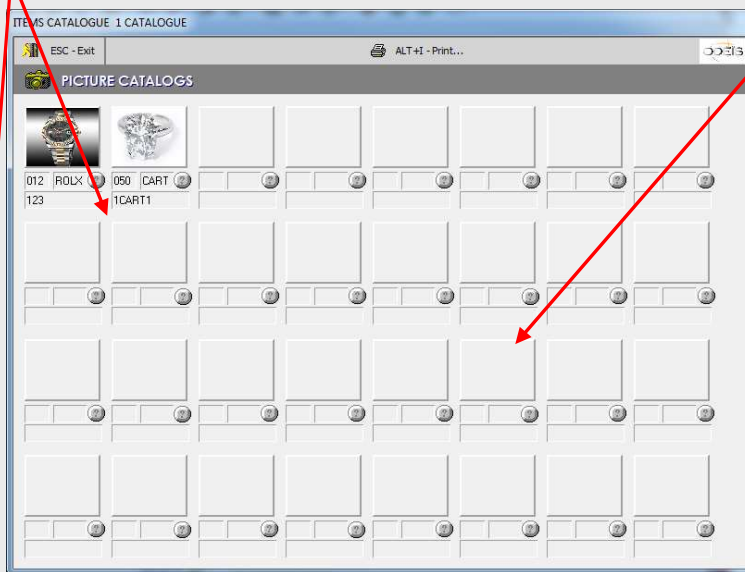 ITEMS CATALOGUE 1 CATALOGUE
ESC - Exit
ALT+I - Print...
PICTURE CATALOGS
012 ROLX ? 050 CART ? ? ? ? ? ? ?
123 1CART1
? ? ? ? ? ? ? ?
? ? ? ? ? ? ? ?
? ? ? ? ? ? ? ?